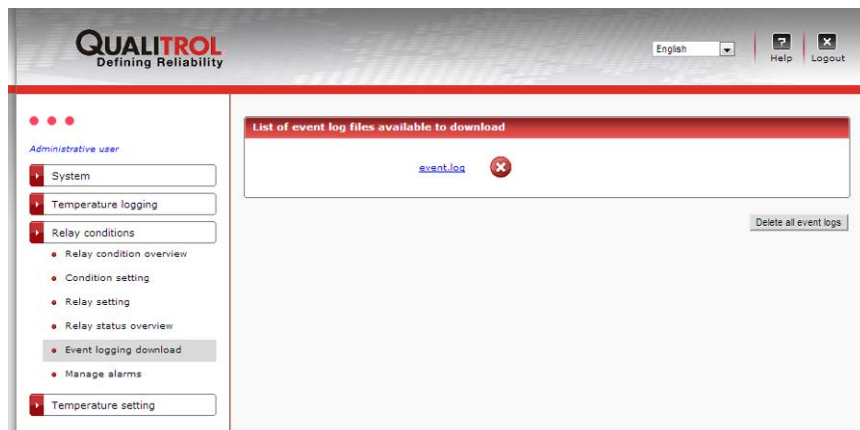 QUALITROL
Defining Reliability
English
Help
Logout
Administrative user
System
Temperature logging
Relay conditions
Relay condition overview
Condition setting
Relay setting
Relay status overview
Event logging download
Manage alarms
Temperature setting
List of event log files available to download
event.log
Delete all event logs